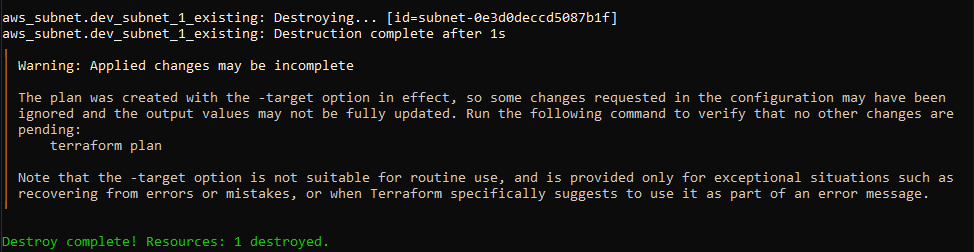 aws_subnet.dev_subnet_1_existing: Destroying... [id=subnet-0e3d0deccd5087b1f]
aws_subnet.dev_subnet_1_existing: Destruction complete after 1s
Warning: Applied changes may be incomplete
The plan was created with the -target option in effect, so some changes requested in the configuration may have been
ignored and the output values may not be fully updated. Run the following command to verify that no other changes are
pending:
terraform plan
Note that the -target option is not suitable for routine use, and is provided only for exceptional situations such as
recovering from errors or mistakes, or when Terraform specifically suggests to use it as part of an error message.
Destroy complete! Resources: 1 destroyed.